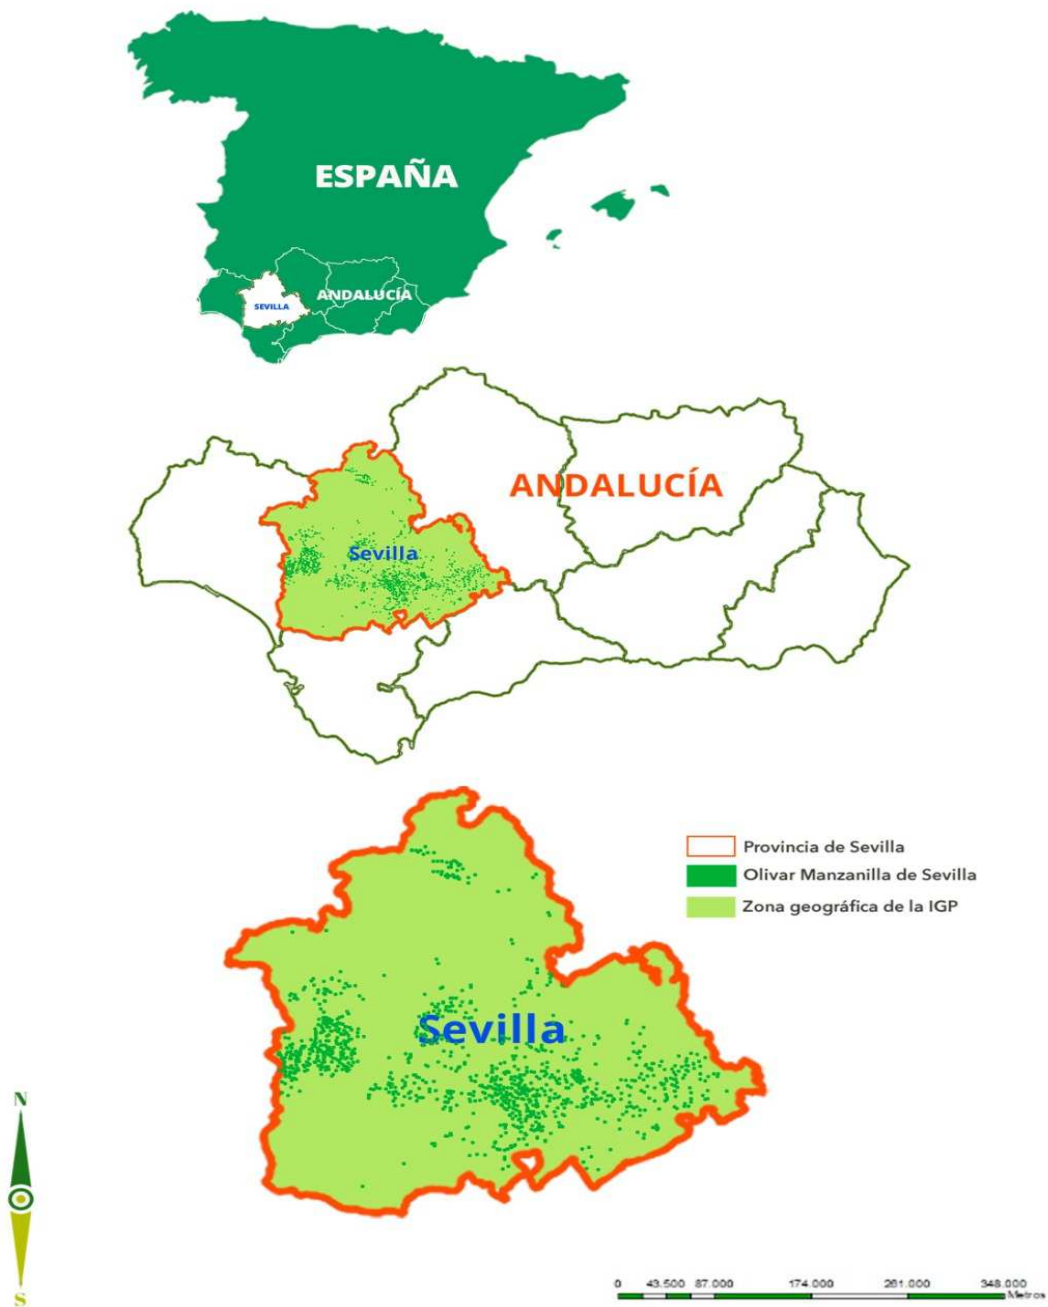 ESPAÑA
ANDALUCÍA
SEVILLA
ANDALUCÍA
Sevilla
Provincia de Sevilla
Olivar Manzanilla de Sevilla
Zona geográfica de la IGP
Sevilla
N
S
0 43.500 87.000 174.000 261.000 348.000
Metros